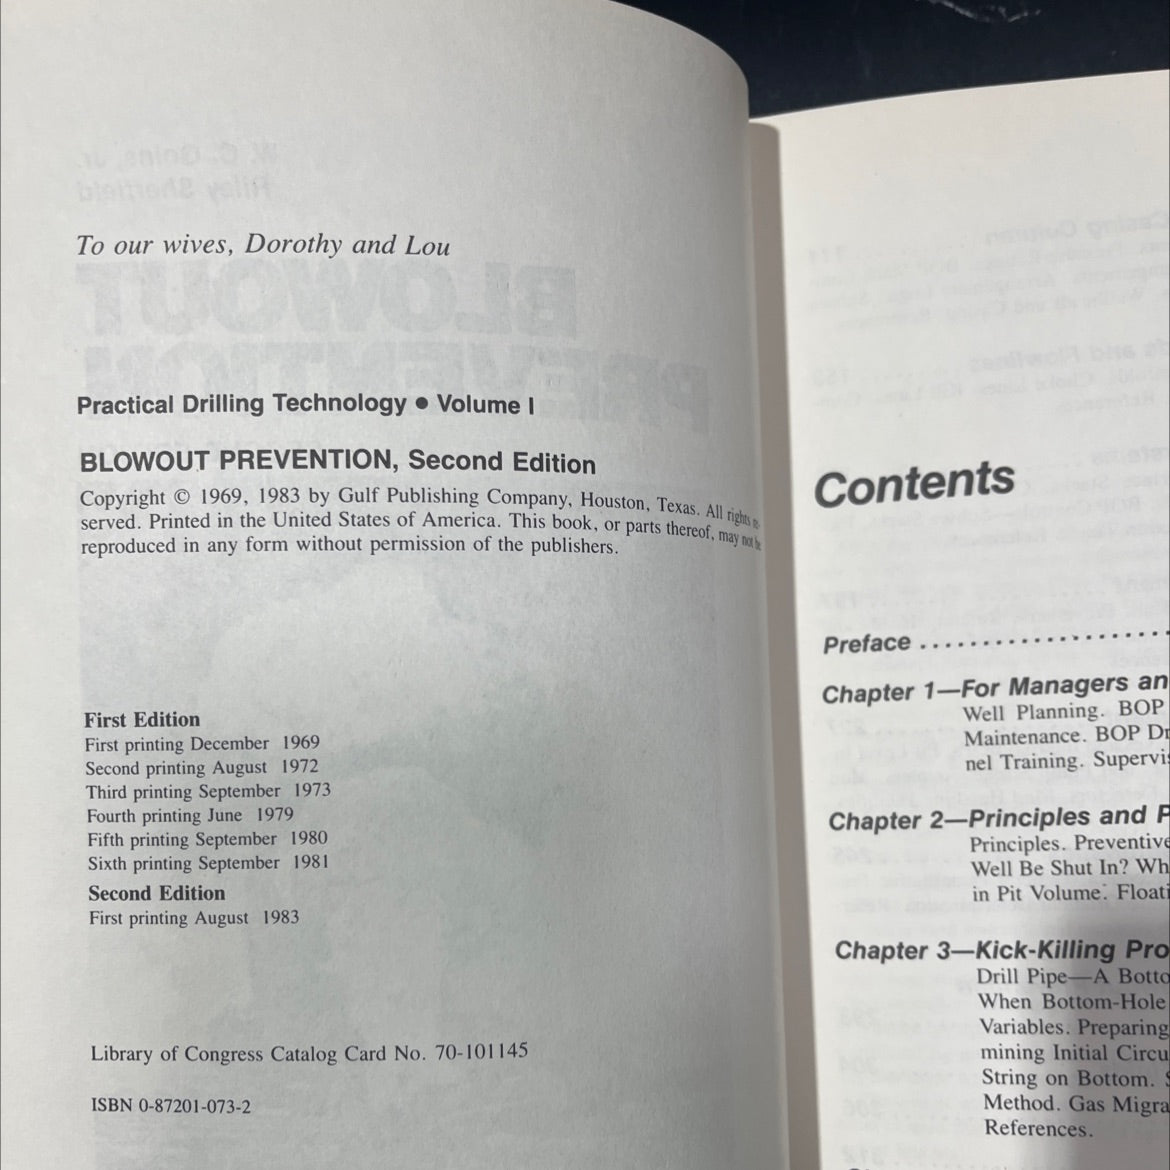 To our wives, Dorothy and Lou
Practical Drilling Technology • Volume I
BLOWOUT PREVENTION, Second Edition
Copyright © 1969, 1983 by Gulf Publishing Company, Houston, Texas. All rights re-
served. Printed in the United States of America. This book, or parts thereof, may not be
reproduced in any form without permission of the publishers.
First Edition
First printing December 1969
Second printing August 1972
Third printing September 1973
Fourth printing June 1979
Fifth printing September 1980
Sixth printing September 1981
Second Edition
First printing August 1983
Library of Congress Catalog Card No. 70-101145
ISBN 0-87201-073-2
Contents
Preface ....................
Chapter 1—For Managers an
Well Planning. BOP
Maintenance. BOP Dr
nel Training. Supervis
Chapter 2—Principles and P
Principles. Preventive
Well Be Shut In? Wh
in Pit Volume. Floati
Chapter 3—Kick-Killing Pro
Drill Pipe—A Botto
When Bottom-Hole
Variables. Preparing
mining Initial Circu
String on Bottom.
Method. Gas Migra
References.